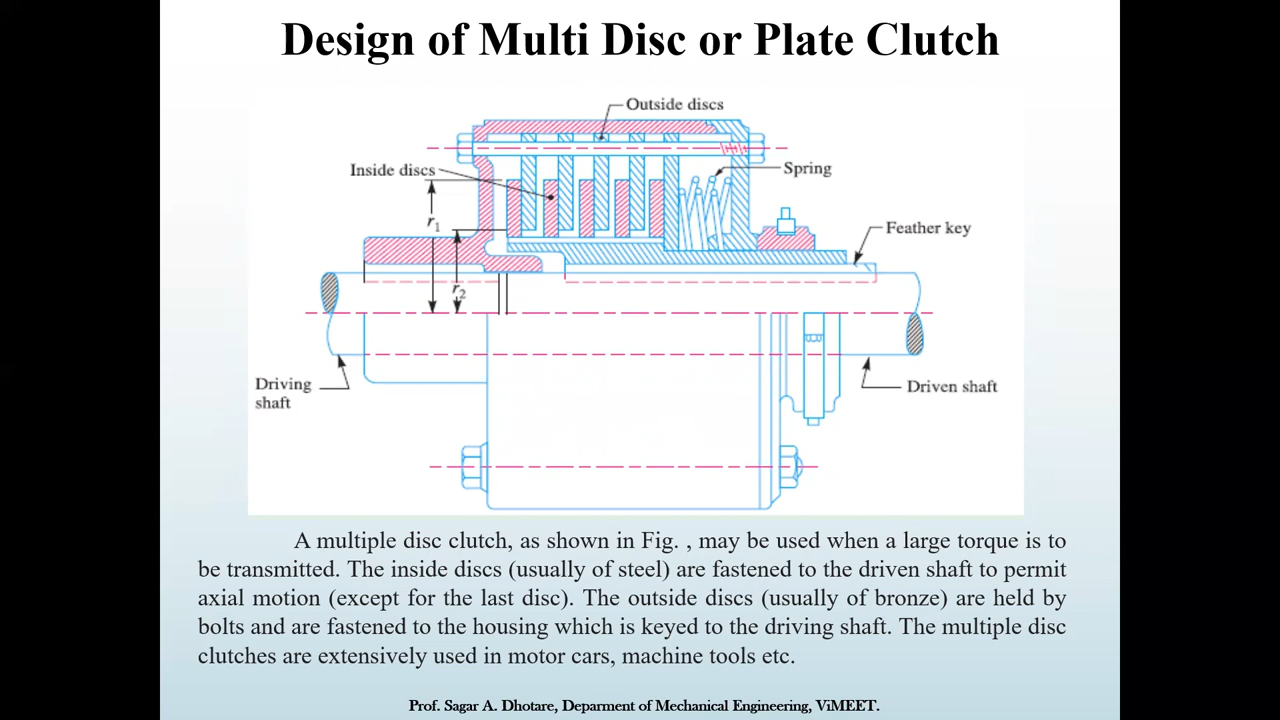 Design of Multi Disc or Plate Clutch
Outside discs
Inside discs
Spring
r1
Feather key
r2
Driving
shaft
Driven shaft
A multiple disc clutch, as shown in Fig. , may be used when a large torque is to
be transmitted. The inside discs (usually of steel) are fastened to the driven shaft to permit
axial motion (except for the last disc). The outside discs (usually of bronze) are held by
bolts and are fastened to the housing which is keyed to the driving shaft. The multiple disc
clutches are extensively used in motor cars, machine tools etc.
Prof. Sagar A. Dhotare, Deparment of Mechanical Engineering, ViMEET.